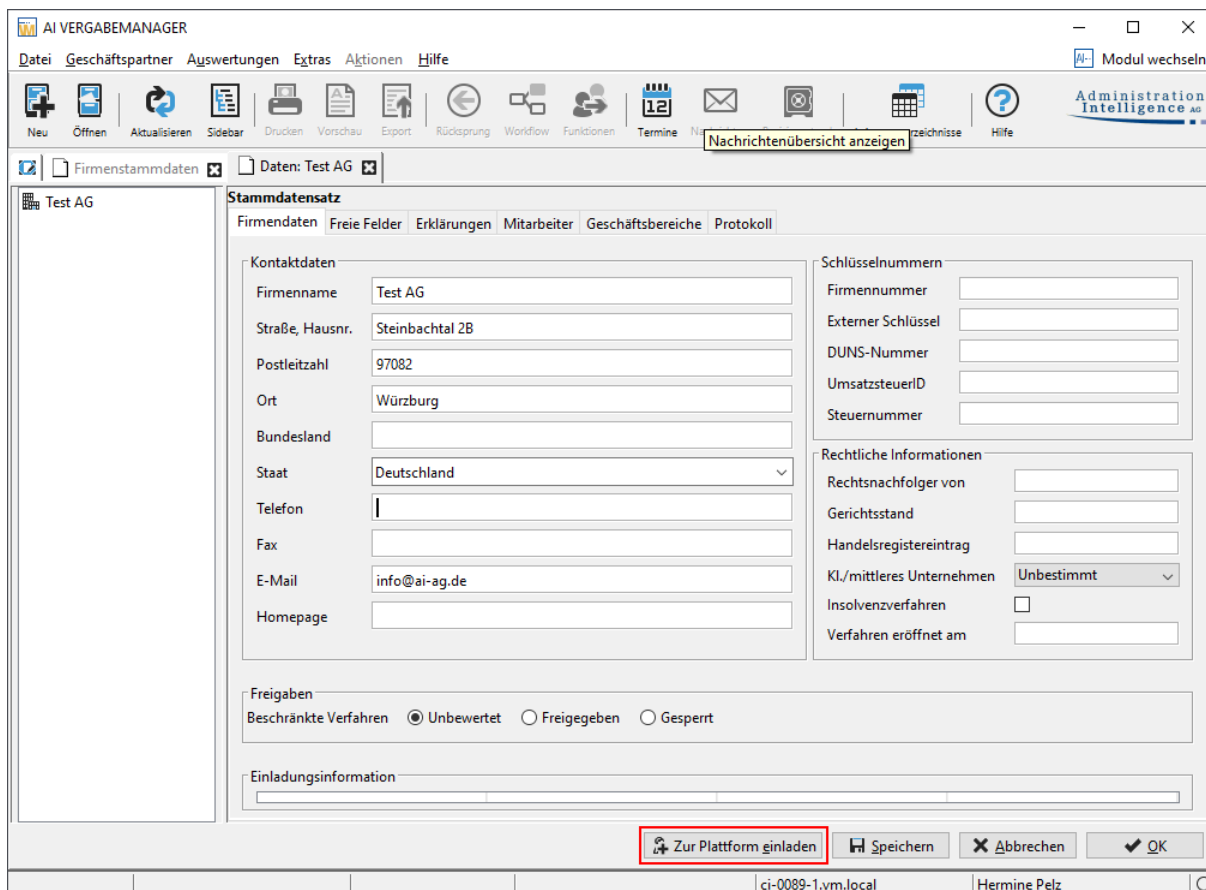 AI VERGABEMANAGER
Datei Geschäftspartner Auswertungen Extras Aktionen Hilfe
AI-- Modul wechseln
Neu Öffnen Aktualisieren Sidebar Drucken Vorschau Export Rücksprung Workflow Funktionen Termine
12
Hilfe
Administration
Intelligence AG
Nachrichtenübersicht anzeigen
Firmenstammdaten Daten: Test AG
Test AG
Stammdatensatz
Firmendaten Freie Felder Erklärungen Mitarbeiter Geschäftsbereiche Protokoll
Kontaktdaten
Firmenname Test AG
Straße, Hausnr. Steinbachtal 2B
Postleitzahl 97082
Ort Würzburg
Bundesland
Staat Deutschland
Telefon
Fax
E-Mail info@ai-ag.de
Homepage
Schlüsselnummern
Firmennummer
Externer Schlüssel
DUNS-Nummer
UmsatzsteuerID
Steuernummer
Rechtliche Informationen
Rechtsnachfolger von
Gerichtsstand
Handelsregistereintrag
Kl./mittleres Unternehmen Unbestimmt
Insolvenzverfahren
Verfahren eröffnet am
Freigaben
Beschränkte Verfahren Unbewertet Freigegeben Gesperrt
Einladungsinformation
Zur Plattform einladen Speichern Abbrechen OK
ci-0089-1.vm.local Hermine Pelz